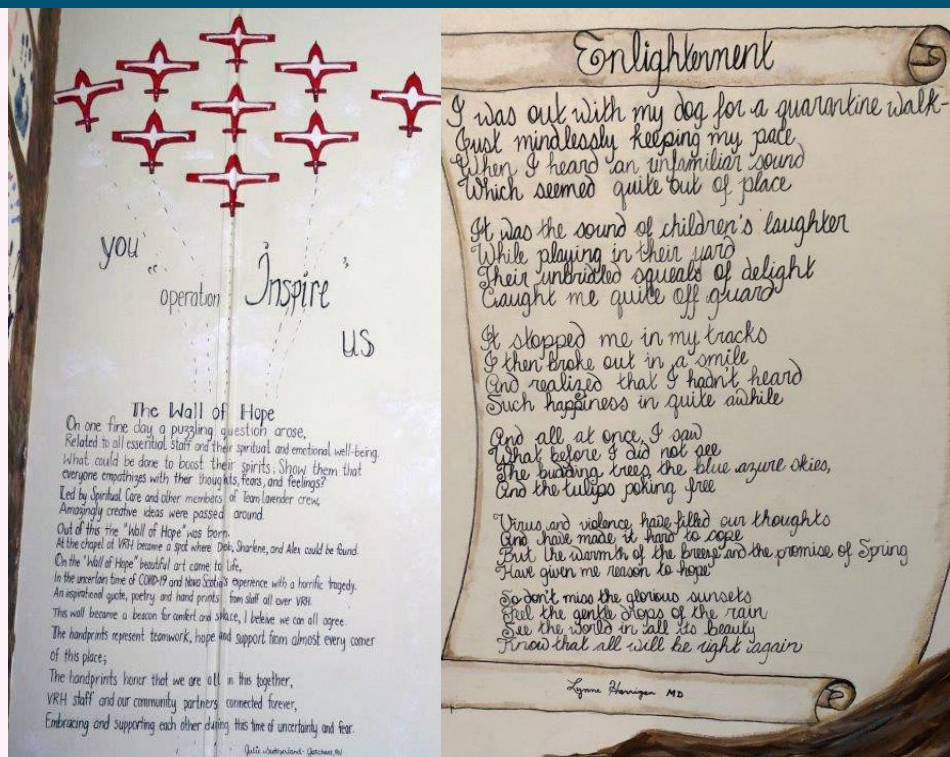 you
"operation Inspire"
us
The Wall of Hope
On one fine day a puzzling question arose,
Related to all essential staff and their spiritual and emotional well-being.
What could be done to boost their spirits; Show them that
everyone empathizes with their thoughts, fears, and feelings?
Led by Spiritual Care and other members of Team Lavender crew,
Amazingly creative ideas were passed around.
Out of this the "Wall of Hope" was born.
At the chapel of VRH became a spot where Deb, Sharlene, and Alex could be found.
On the "Wall of Hope" beautiful art came to life,
In the uncertain time of COVID-19 and Nova Scotia's experience with a horrific tragedy.
An inspirational quote, poetry and hand prints from staff all over VRH.
This wall became a beacon for comfort and solace, I beleive we can all agree.
The handprints represent teamwork, hope and support from almost every corner
of this place;
The handprints honor that we are all in this together,
VRH staff and our community partners connected forever,
Embracing and supporting each other during this time of uncertainty and fear.
Julie Sutherland-
Enlightenment
I was out with my dog for a quarantine walk
Just mindlessly keeping my pace
When I heard an unfamiliar sound
Which seemed quite out of place
It was the sound of children's laughter
While playing in their yard
Their unbridled squeals of delight
Caught me quite off guard
It stopped me in my tracks
I then broke out in a smile
And realized that I hadn't heard
Such happiness in quite awhile
And all at once, I saw
What before I did not see
The budding trees, the blue azure skies,
And the tulips poking free
Virus and violence have filled our thoughts
And have made it hard to cope
But the warmth of the breeze and the promise of Spring
Have given me reason to hope
So don't miss the glorious sunsets
Feel the gentle drops of the rain
See the world in all its beauty
Know that all will be right again
Lynne Harrigan MD